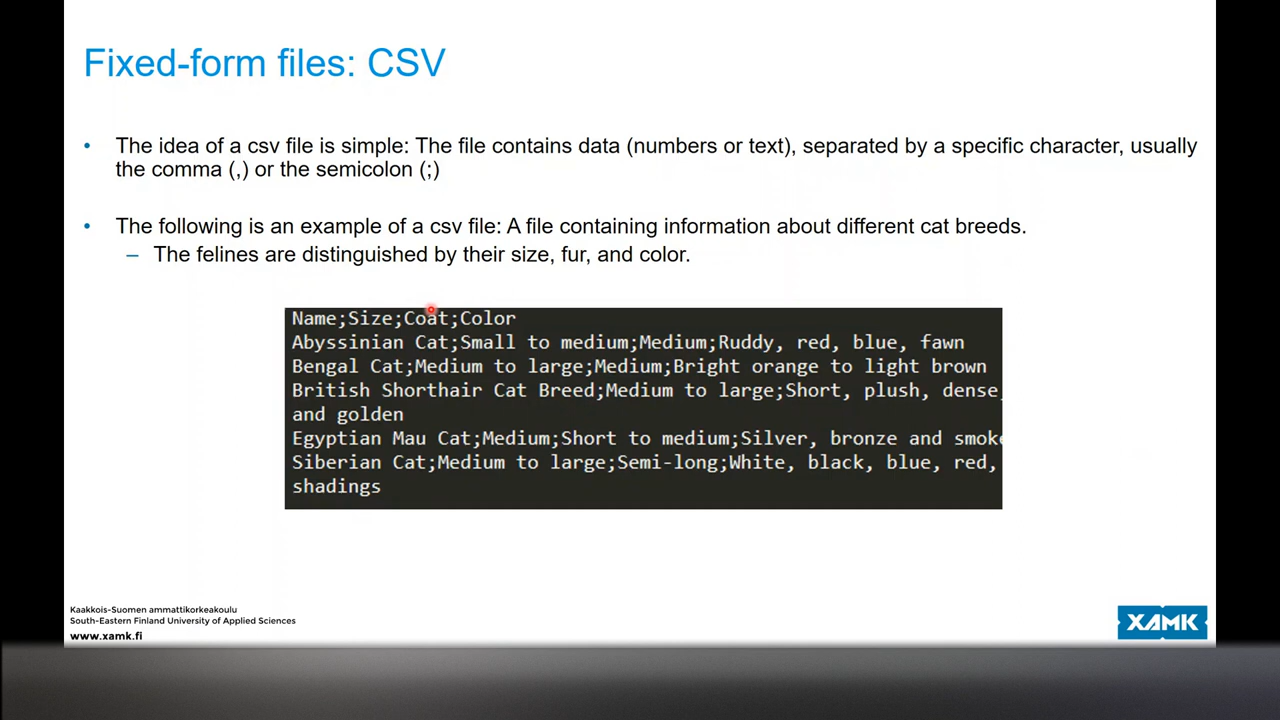 Fixed-form files: CSV
• The idea of a csv file is simple: The file contains data (numbers or text), separated by a specific character, usually
the comma (,) or the semicolon (;)
• The following is an example of a csv file: A file containing information about different cat breeds.
– The felines are distinguished by their size, fur, and color.
Name;Size;Coat;Color
Abyssinian Cat;Small to medium;Medium;Ruddy, red, blue, fawn
Bengal Cat;Medium to large;Medium;Bright orange to light brown
British Shorthair Cat Breed;Medium to large;Short, plush, dense,
and golden
Egyptian Mau Cat;Medium;Short to medium;Silver, bronze and smoke
Siberian Cat;Medium to large;Semi-long;White, black, blue, red,
shadings
Kaakkois-Suomen ammattikorkeakoulu
South-Eastern Finland University of Applied Sciences
www.xamk.fi
XAMK